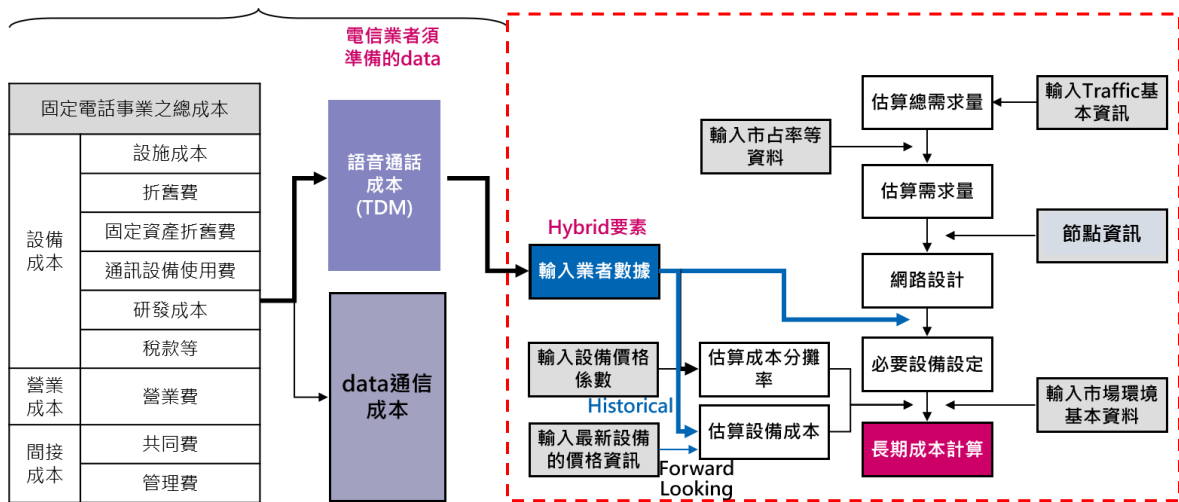 電信業者須
準備的data
固定電話事業之總成本
設備
成本
設施成本
折舊費
固定資產折舊費
通訊設備使用費
研發成本
稅款等
營業
成本
營業費
間接
成本
共同費
管理費
語音通話
成本
(TDM)
data通信
成本
Hybrid要素
輸入業者數據
輸入設備價格
係數
Historical
輸入最新設備
的價格資訊
Forward
Looking
估算成本分攤
率
估算設備成本
輸入市占率等
資料
估算總需求量
輸入Traffic基
本資訊
估算需求量
節點資訊
網路設計
必要設備設定
輸入市場環境
基本資料
長期成本計算